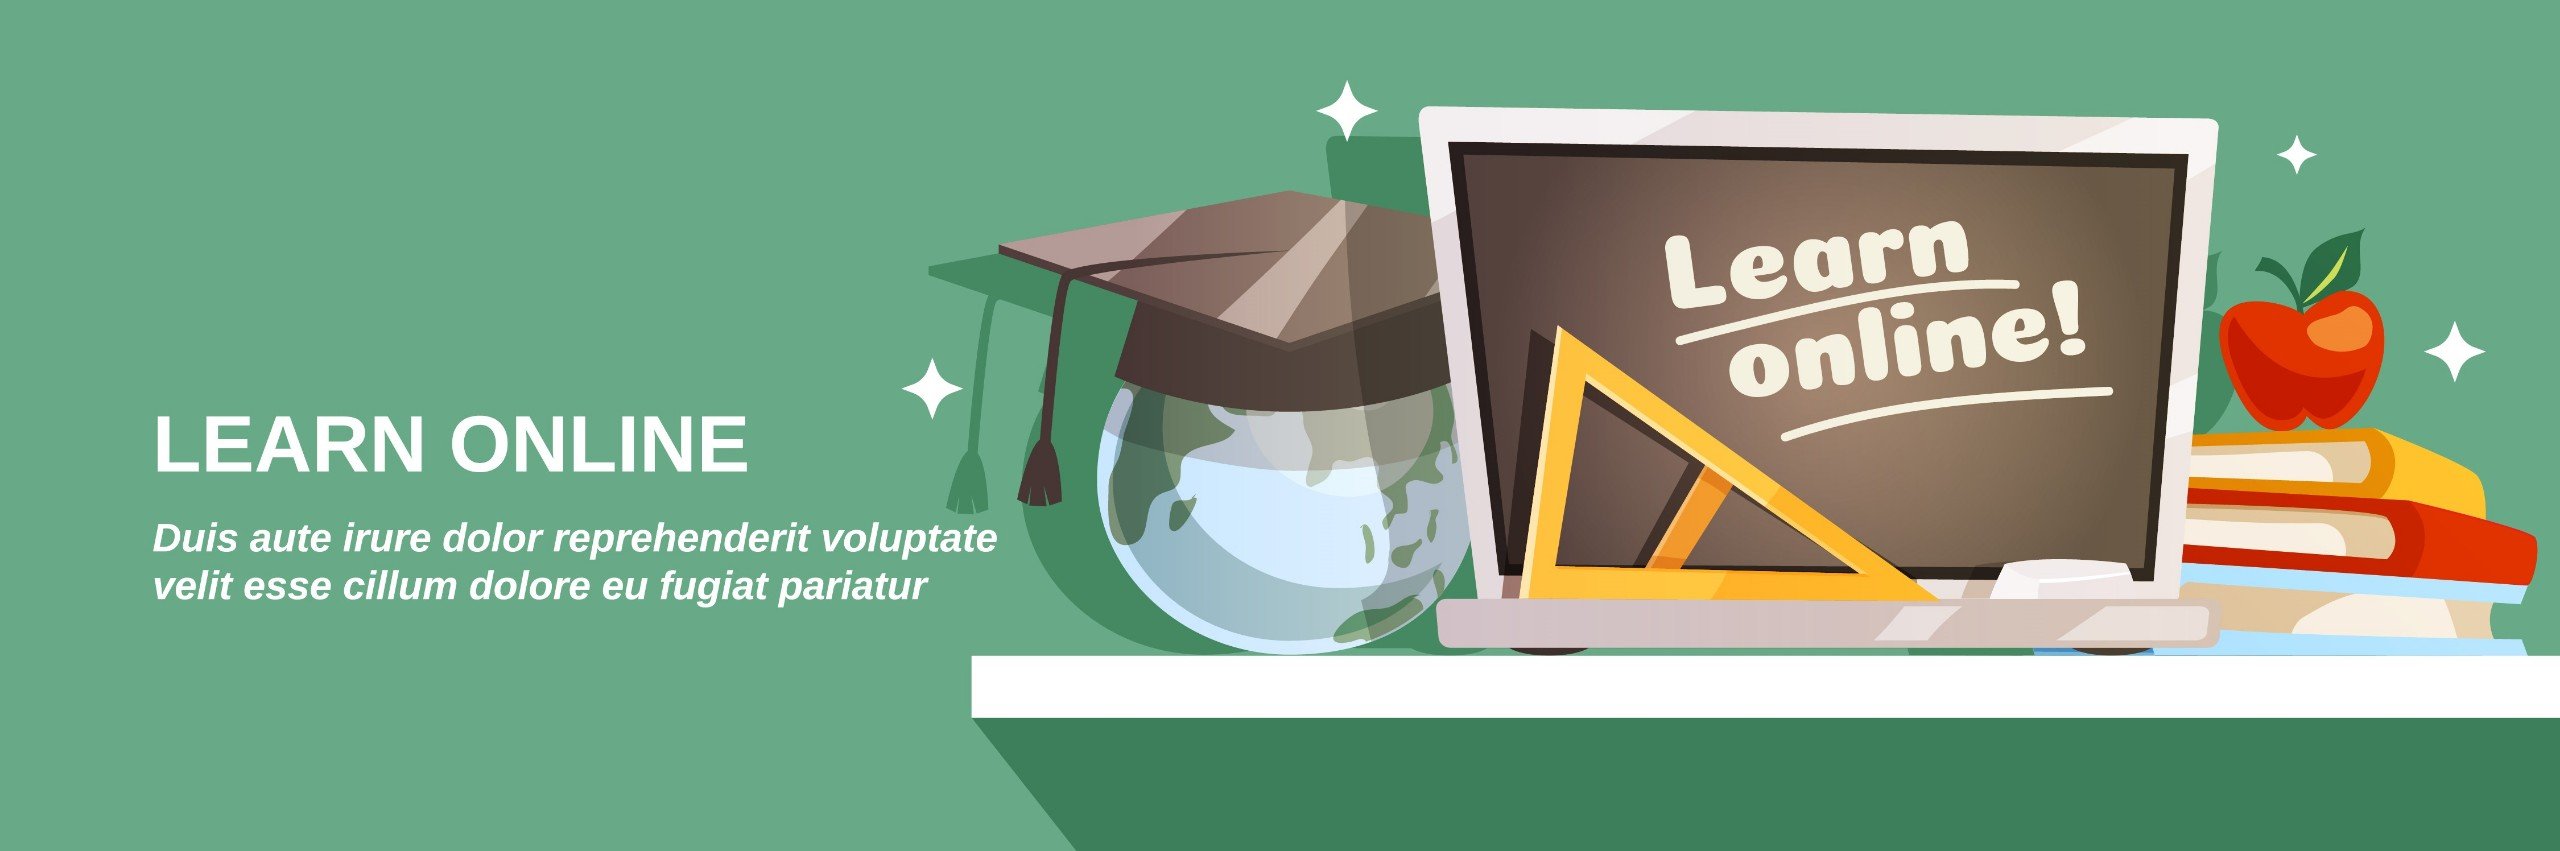 LEARN ONLINE
Duis aute irure dolor reprehenderit voluptate
velit esse cillum dolore eu fugiat pariatur
Learn
online!